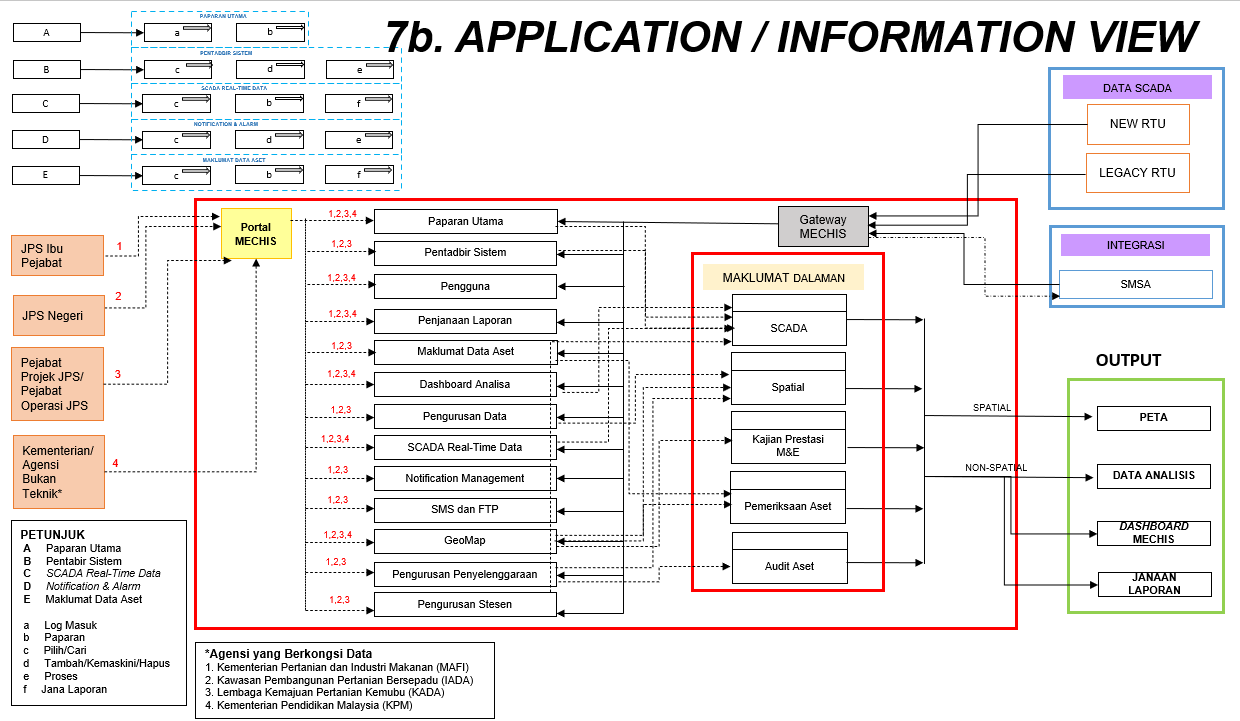 7b. APPLICATION / INFORMATION VIEW
PAPARAN UTAMA
A
a
b
PENTADBIR SISTEM
B
c
d
e
SCADA REAL-TIME DATA
C
c
b
f
NOTIFICATION & ALARM
D
c
d
e
MAKLUMAT DATA ASET
E
c
b
f
JPS Ibu
Pejabat
1
JPS Negeri
2
Pejabat
Projek JPS/
Pejabat
Operasi JPS
3
Kementerian/
Agensi
Bukan
Teknik*
4
Portal
MECHIS
1,2,3,4
Paparan Utama
1,2,3
Pentadbir Sistem
1,2,3,4
Pengguna
1,2,3,4
Penjanaan Laporan
1,2,3
Maklumat Data Aset
1,2,3,4
Dashboard Analisa
1,2,3
Pengurusan Data
1,2,3,4
SCADA Real-Time Data
1,2,3
Notification Management
1,2,3
SMS dan FTP
1,2,3,4
GeoMap
1,2,3
Pengurusan Penyelenggaraan
1,2,3
Pengurusan Stesen
Gateway
MECHIS
MAKLUMAT DALAMAN
SCADA
Spatial
Kajian Prestasi
M&E
Pemeriksaan Aset
Audit Aset
DATA SCADA
NEW RTU
LEGACY RTU
INTEGRASI
SMSA
SPATIAL
NON-SPATIAL
OUTPUT
PETA
DATA ANALISIS
DASHBOARD
MECHIS
JANAAN
LAPORAN
PETUNJUK
A Paparan Utama
B Pentabir Sistem
C SCADA Real-Time Data
D Notification & Alarm
E Maklumat Data Aset
a Log Masuk
b Paparan
c Pilih/Cari
d Tambah/Kemaskini/Hapus
e Proses
f Jana Laporan
*Agensi yang Berkongsi Data
1. Kementerian Pertanian dan Industri Makanan (MAFI)
2. Kawasan Pembangunan Pertanian Bersepadu (IADA)
3. Lembaga Kemajuan Pertanian Kemubu (KADA)
4. Kementerian Pendidikan Malaysia (KPM)